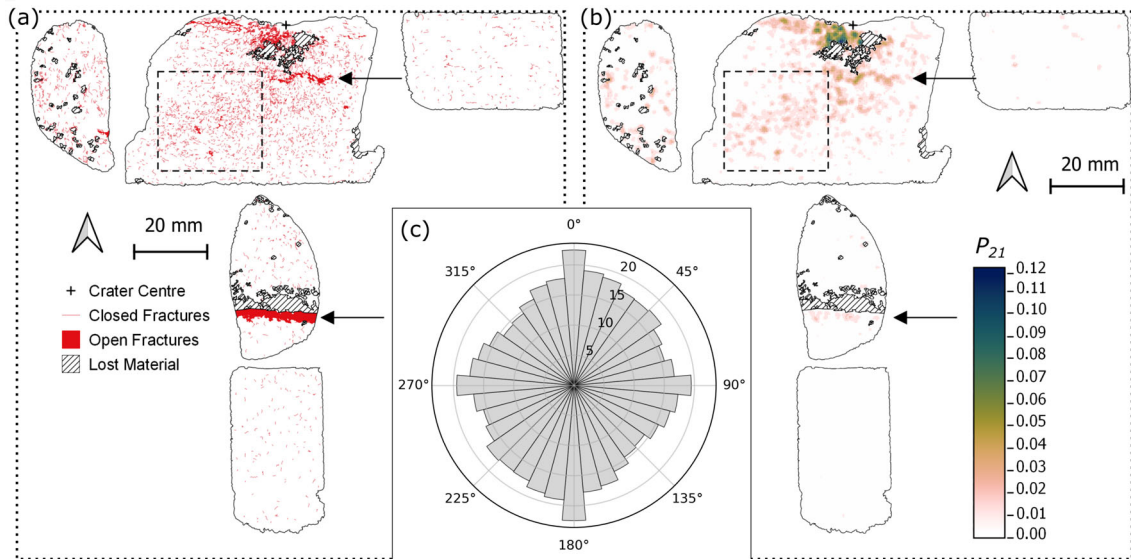 (a)
(b)
20 mm
20 mm
Crater Centre
Closed Fractures
Open Fractures
Lost Material
(c)
0°
45°
90°
135°
180°
225°
270°
315°
5
10
15
20
P21
0.12
0.11
0.10
0.09
0.08
0.07
0.06
0.05
0.04
0.03
0.02
0.01
0.00